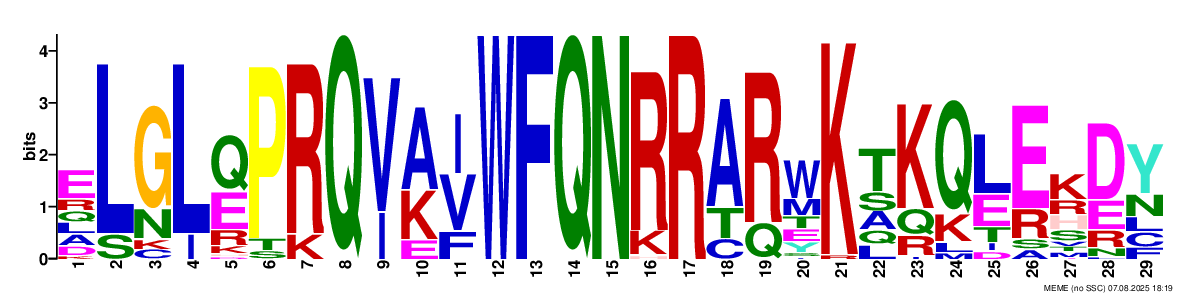 bits
4
3
2
1
0
E L G L Q P R Q V A I W F Q N R R A R W K T K Q L E K D Y
R S N I E T K I K V K T Q M R S Q K E R R E N
Q K R S E F C T A R L T S H R L
L C K E Q I A S C
A Y L M D M N F
D
1 2 3 4 5 6 7 8 9 10 11 12 13 14 15 16 17 18 19 20 21 22 23 24 25 26 27 28 29
MEME (no SSC) 07.08.2025 18:19